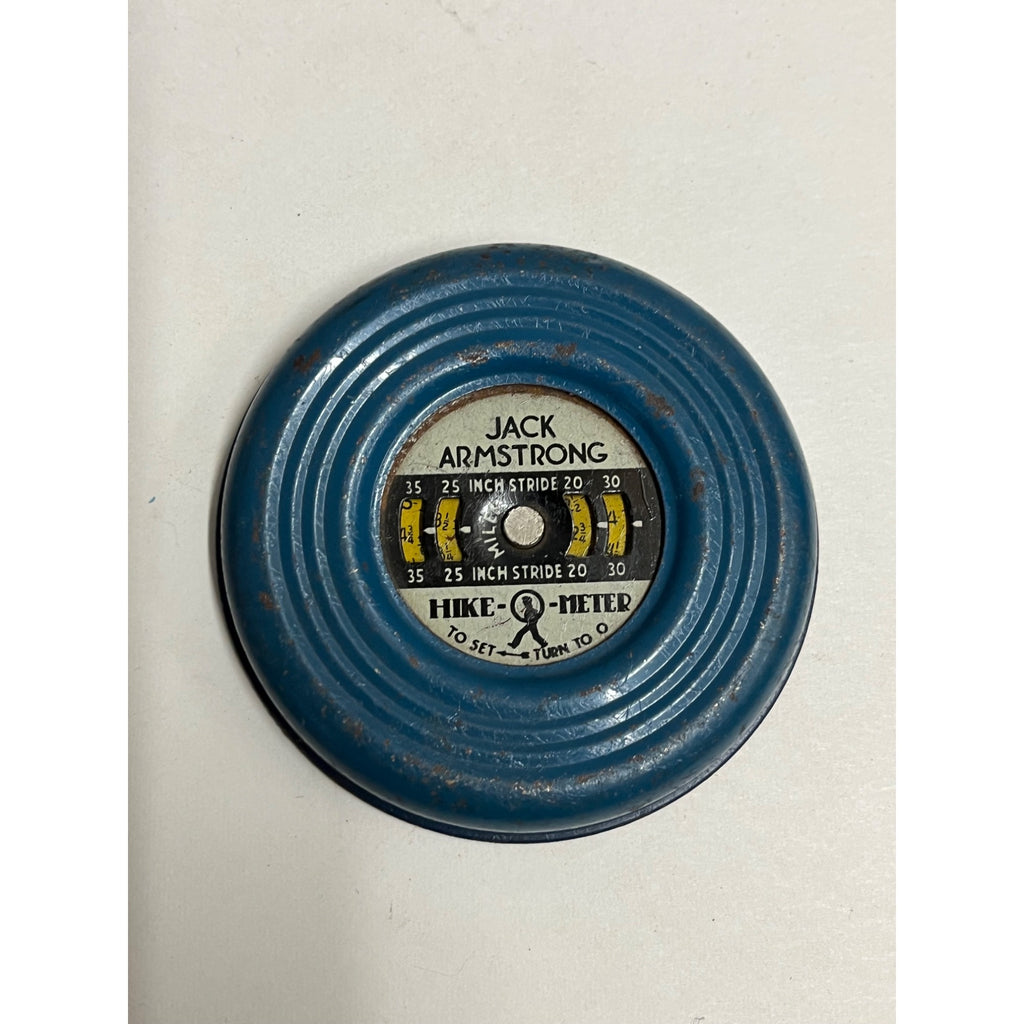 JACK
ARMSTRONG
35 25 INCH STRIDE 20 30
MILES
35 25 INCH STRIDE 20 30
HIKE-O-METER
TO SET TURN TO 0